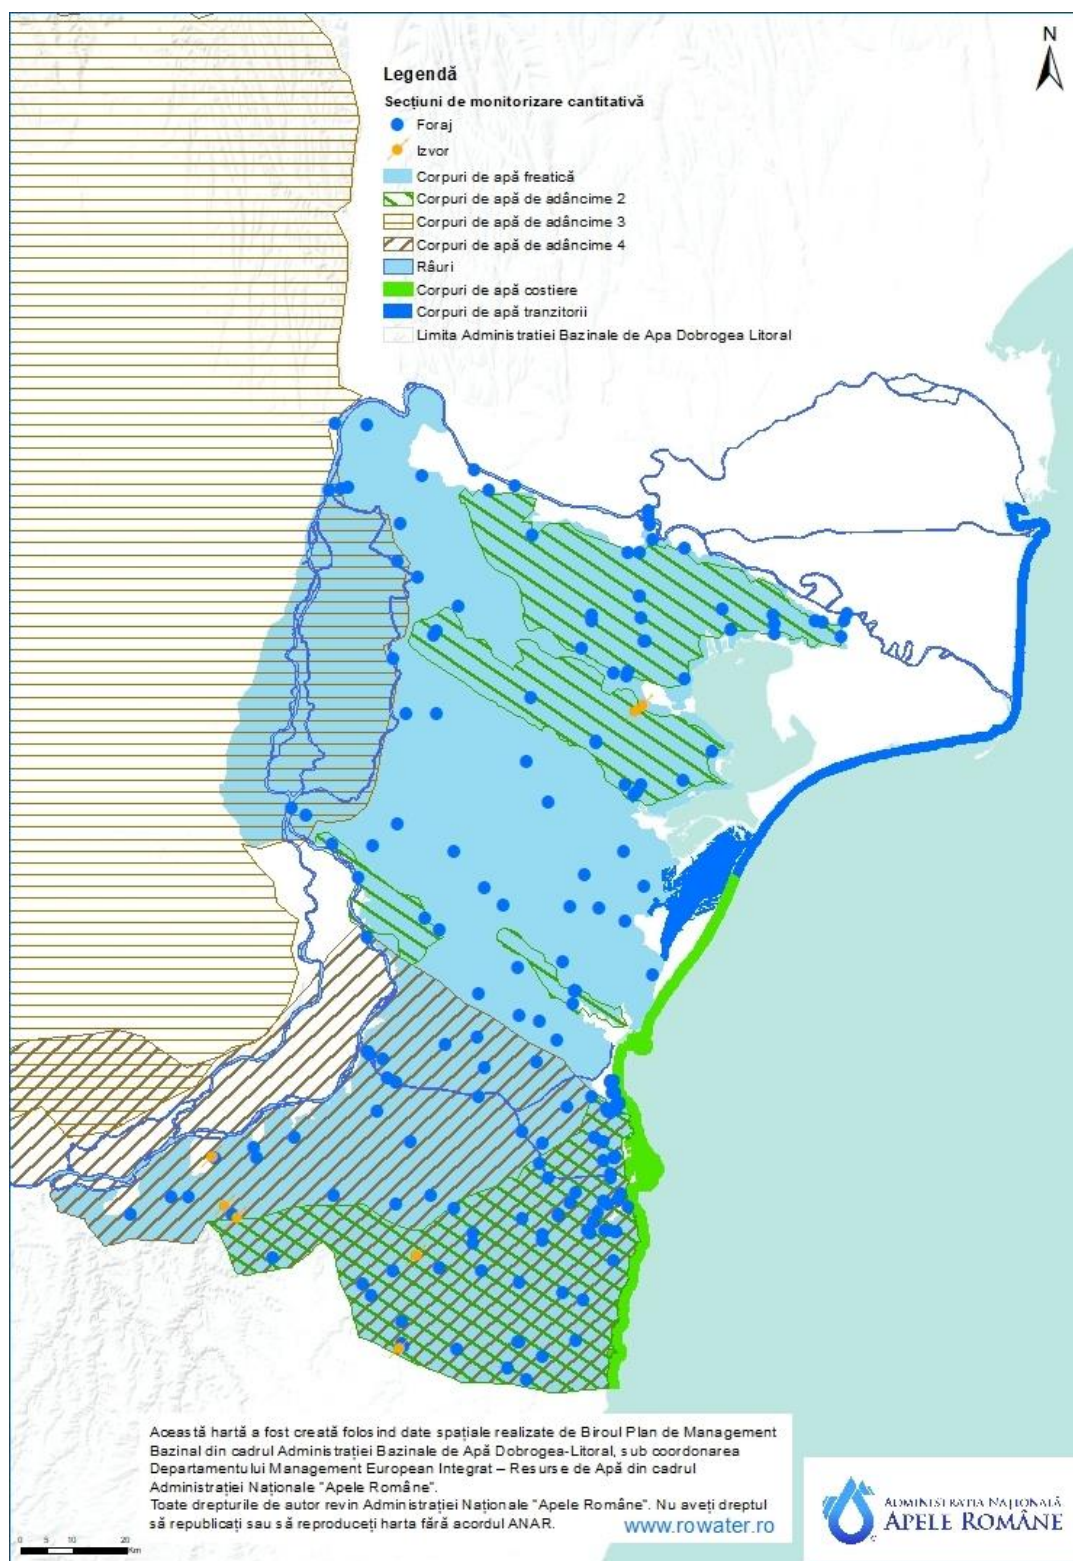 N
Legendă
Secțiuni de monitorizare cantitativă
Foraj
Izvor
Corpuri de apă freatică
Corpuri de apă de adâncime 2
Corpuri de apă de adâncime 3
Corpuri de apă de adâncime 4
Râuri
Corpuri de apă costiere
Corpuri de apă tranzitorii
Limita Administratiei Bazinale de Apa Dobrogea Litoral
Această hartă a fost creată folosind date spațiale realizate de Biroul Plan de Management
Bazinal din cadrul Administrației Bazinale de Apă Dobrogea-Litoral, sub coordonarea
Departamentului Management European Integrat – Resurse de Apă din cadrul
Administrației Naționale "Apele Române".
Toate drepturile de autor revin Administrației Naționale "Apele Române". Nu aveți dreptul
să republicați sau să reproduceți harta fără acordul ANAR.
www.rowater.ro
0 5 10 20
Km
ADMINISTRAȚIA NAȚIONALĂ
APELE ROMÂNE